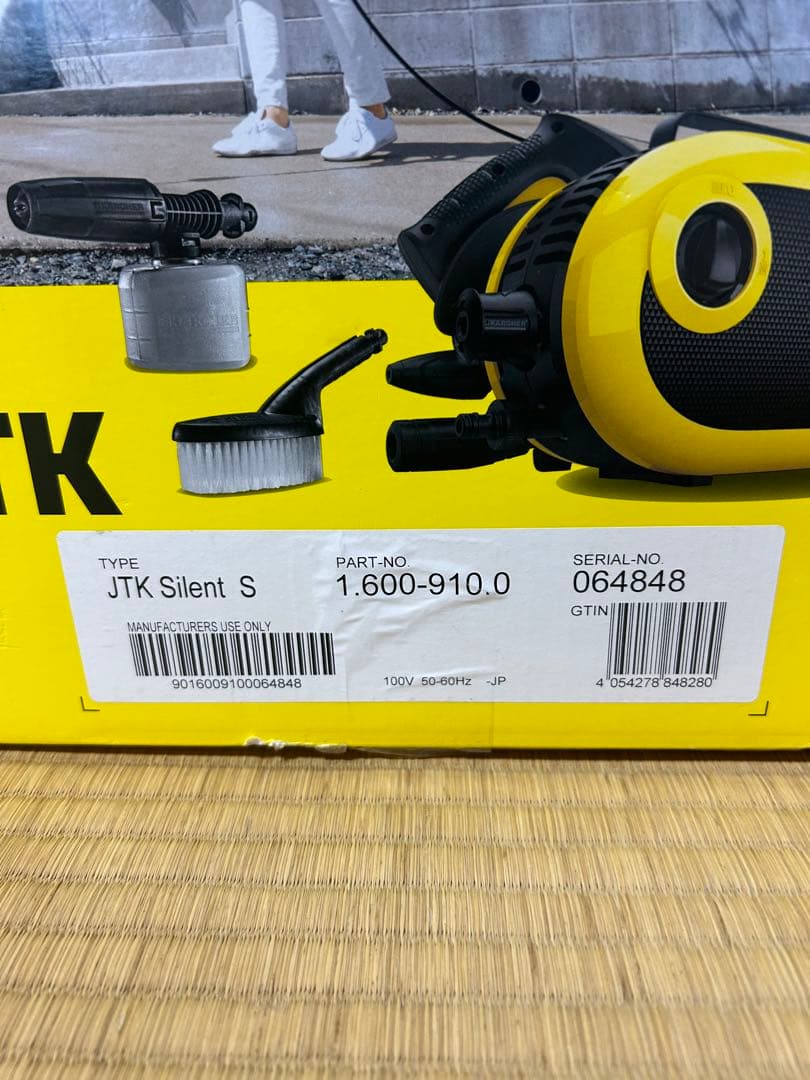 TK
KÄRCHER
TYPE
JTK Silent S
PART-NO.
1.600-910.0
SERIAL-NO.
064848
GTIN
4 054278 848280
MANUFACTURERS USE ONLY
9016009100064848
100V 50-60Hz -JP